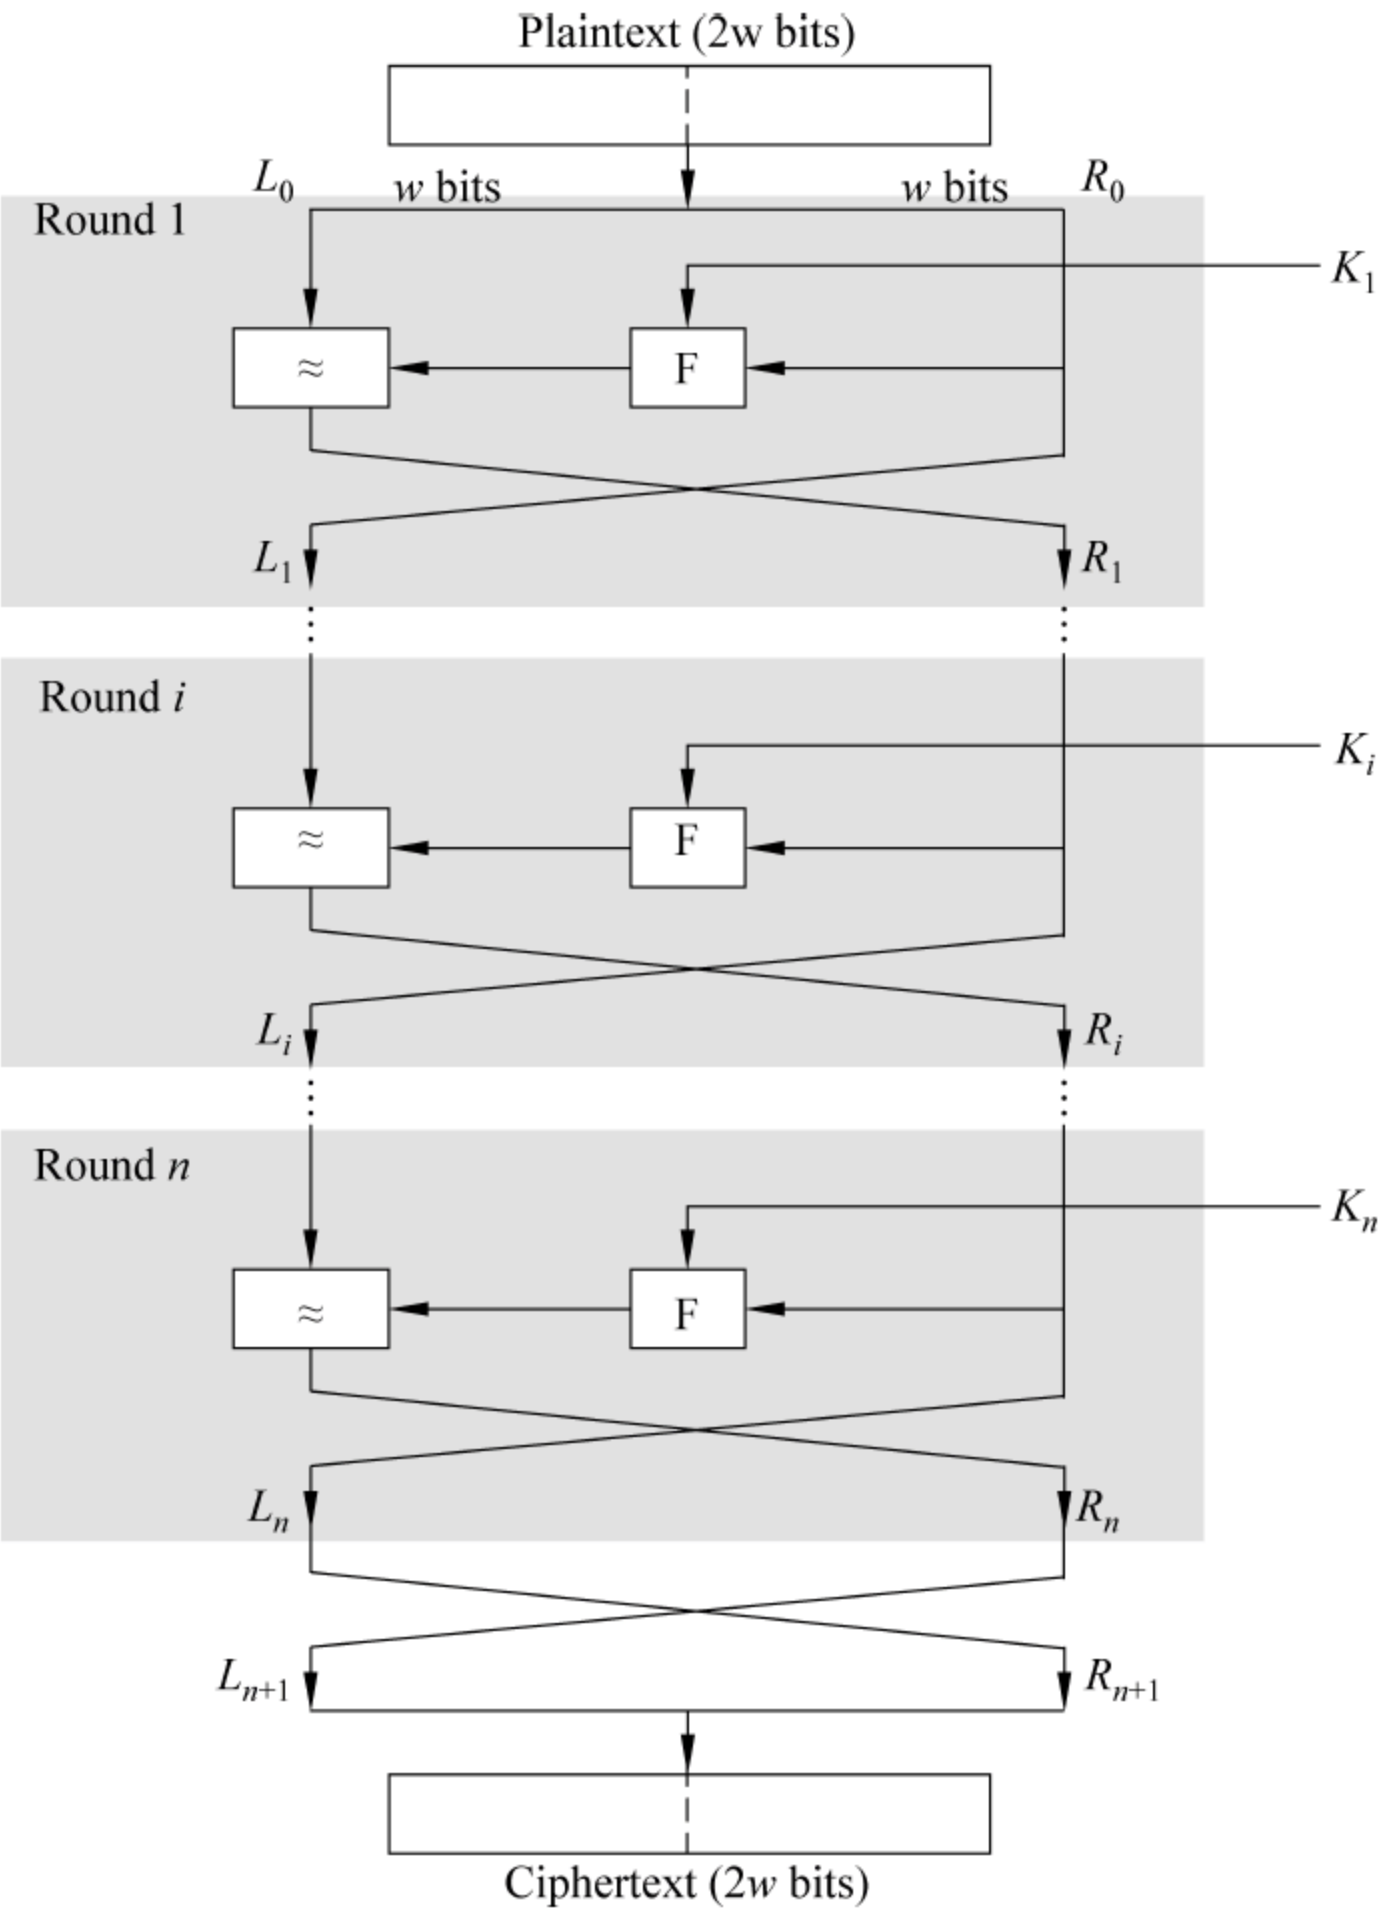 Plaintext (2w bits)
L₀ w bits w bits R₀
Round 1
K₁
≈ F
L₁ R₁
Round i
Kᵢ
≈ F
Lᵢ Rᵢ
Round n
Kₙ
≈ F
Lₙ Rₙ
Lₙ₊₁ Rₙ₊₁
Ciphertext (2w bits)